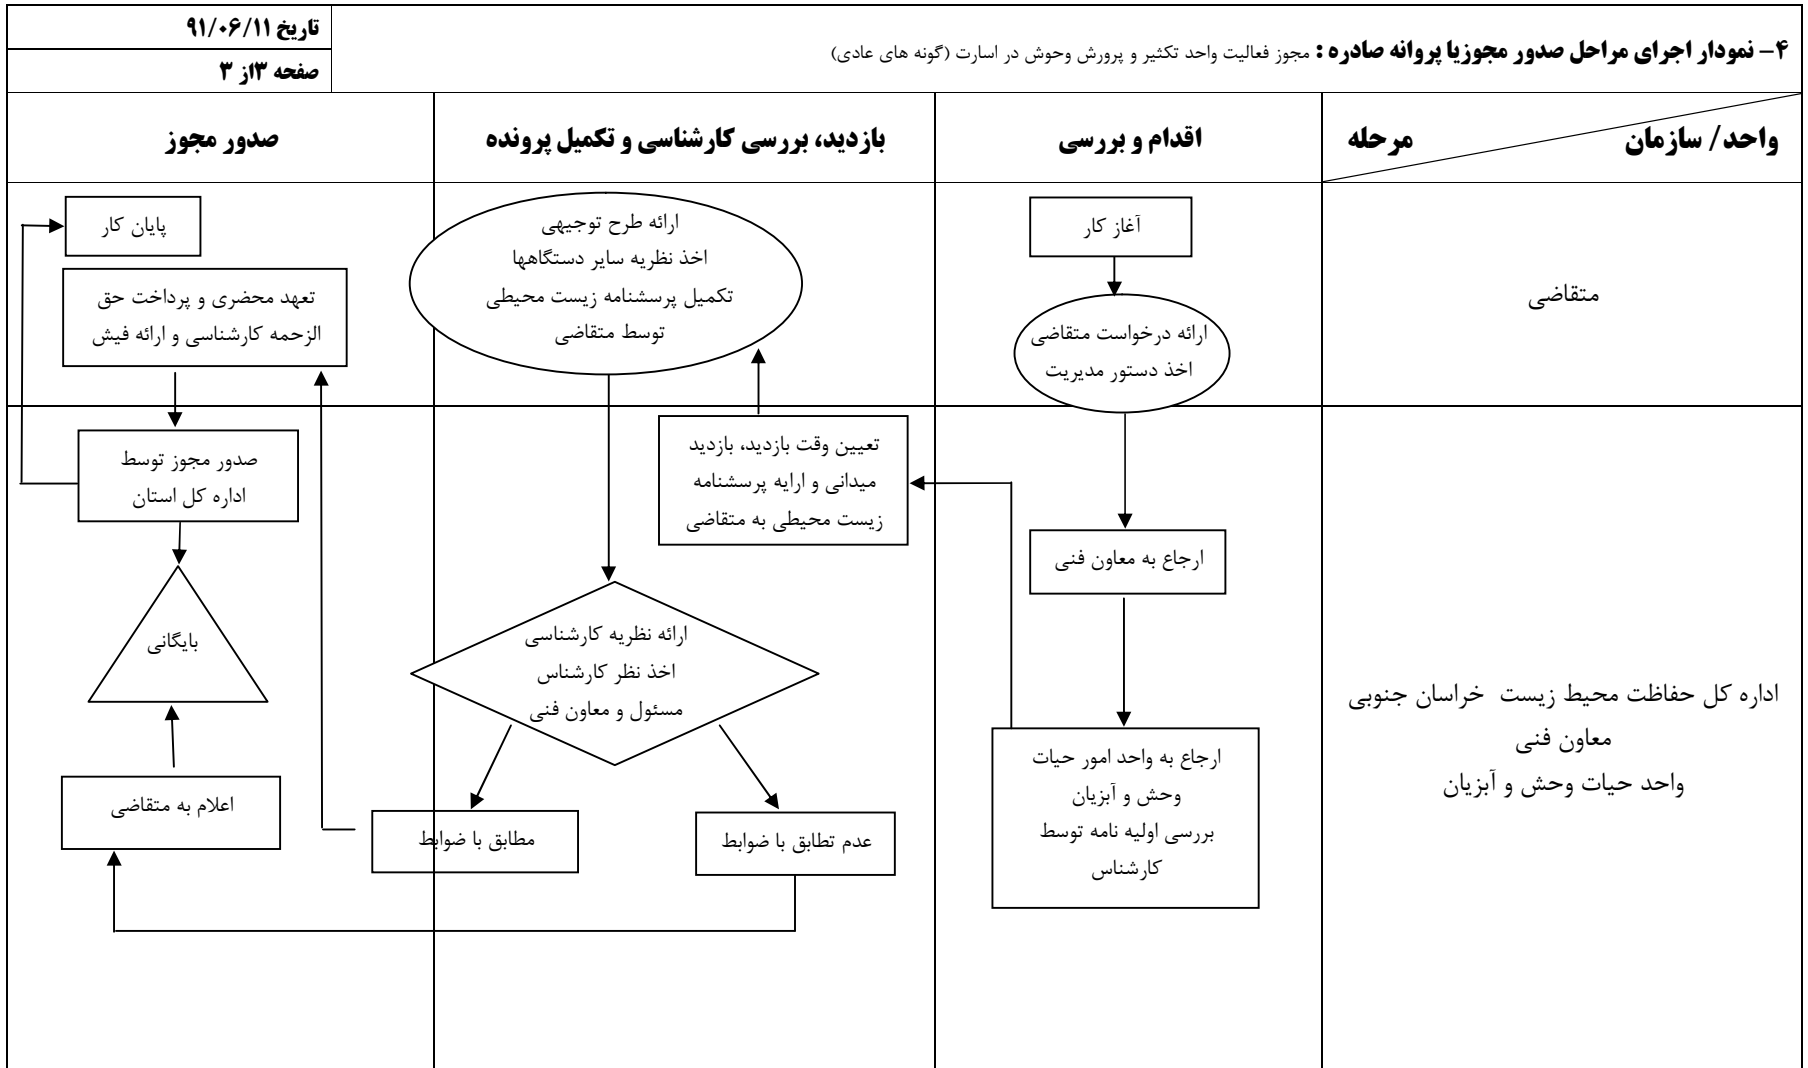 ۴- نمودار اجرای مراحل صدور مجوزیا پروانه صادره : مجوز فعالیت واحد تکثیر و پرورش وحوش در اسارت (گونه های عادی)
تاریخ ۹۱/۰۶/۱۱
صفحه ۳از ۳
واحد/ سازمان
مرحله
اقدام و بررسی
بازدید، بررسی کارشناسی و تکمیل پرونده
صدور مجوز
متقاضی
آغاز کار
ارائه درخواست متقاضی
اخذ دستور مدیریت
ارائه طرح توجیهی
اخذ نظریه سایر دستگاهها
تکمیل پرسشنامه زیست محیطی
توسط متقاضی
پایان کار
تعهد محضری و پرداخت حق
الزحمه کارشناسی و ارائه فیش
اداره کل حفاظت محیط زیست خراسان جنوبی
معاون فنی
واحد حیات وحش و آبزیان
ارجاع به معاون فنی
ارجاع به واحد امور حیات
وحش و آبزیان
بررسی اولیه نامه توسط
کارشناس
تعیین وقت بازدید، بازدید
میدانی و ارایه پرسشنامه
زیست محیطی به متقاضی
ارائه نظریه کارشناسی
اخذ نظر کارشناس
مسئول و معاون فنی
عدم تطابق با ضوابط
مطابق با ضوابط
صدور مجوز توسط
اداره کل استان
بایگانی
اعلام به متقاضی